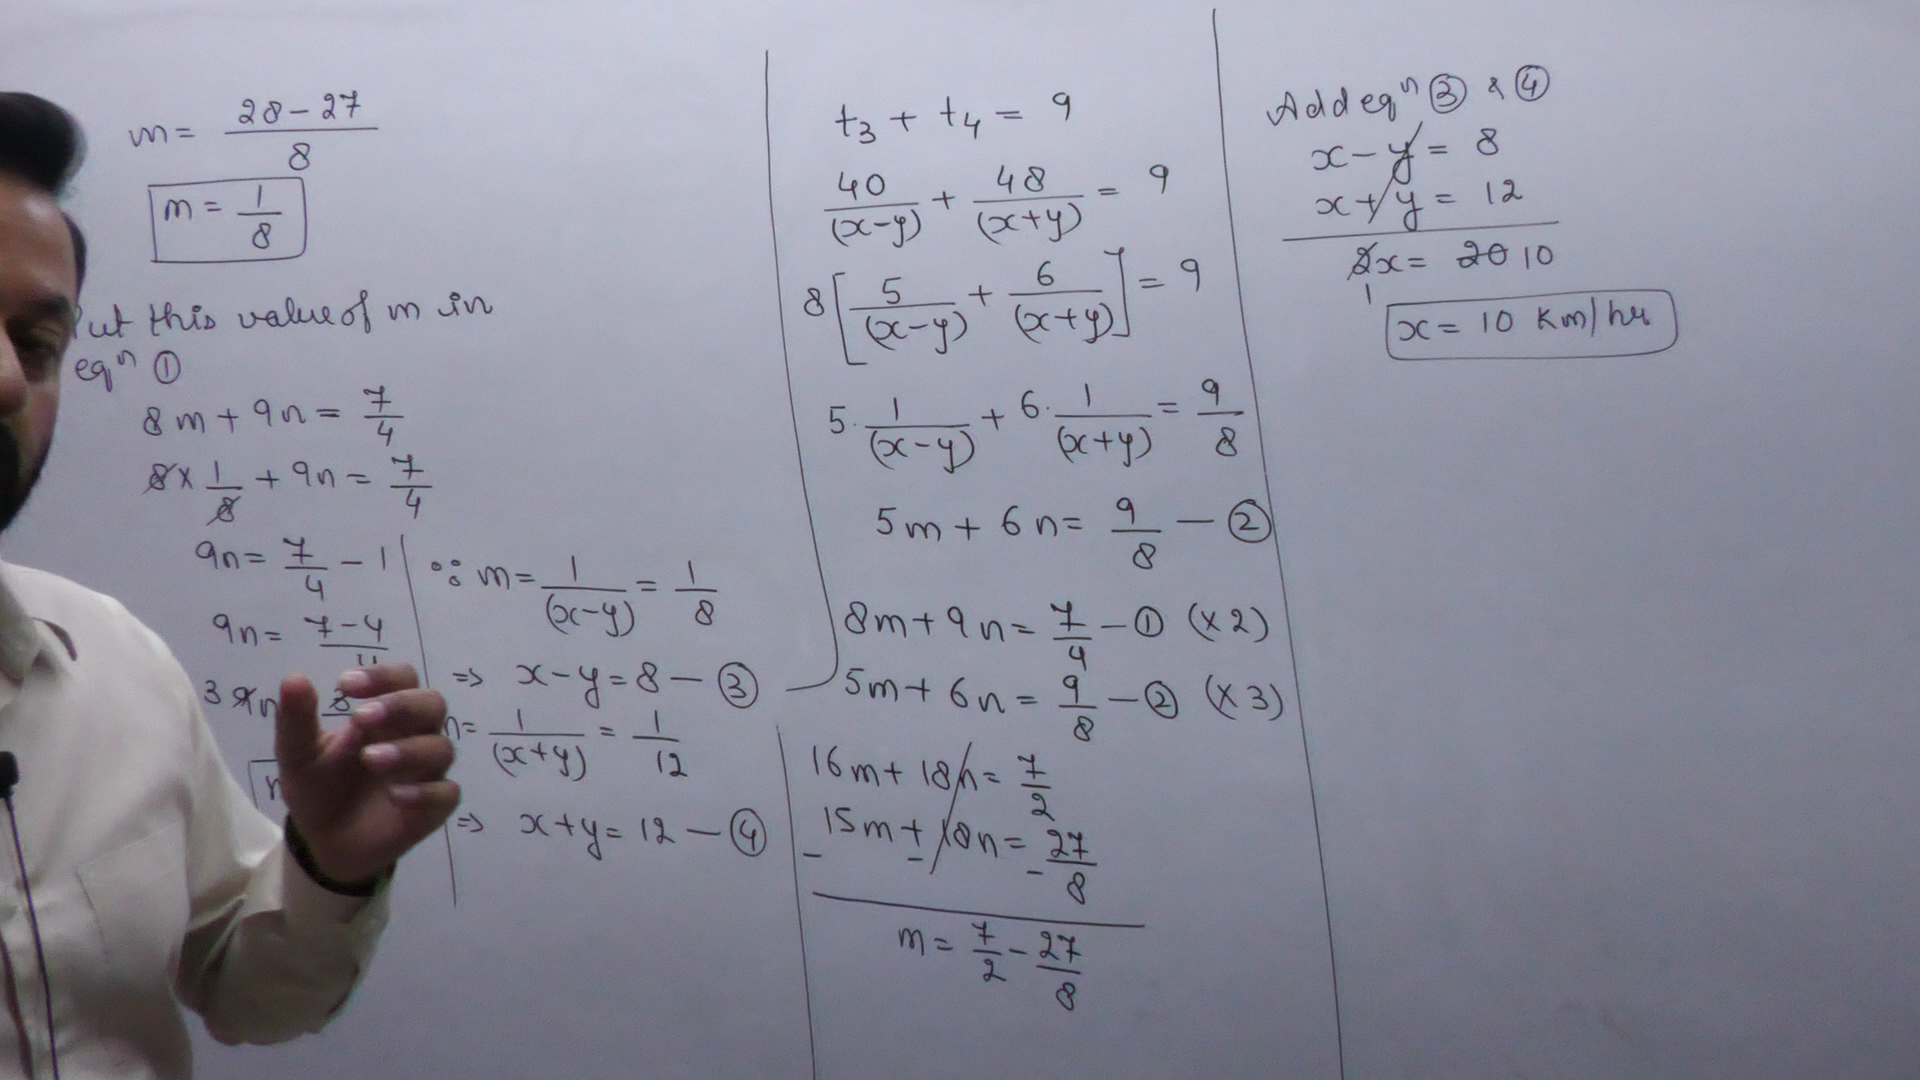 m = 28 - 27 / 8
m = 1/8
Put this value of m in
eqⁿ ①
8m + 9n = 7/4
8 × 1/8 + 9n = 7/4
9n = 7/4 - 1
9n = 7-4 / 4
3 9n 3
∵ m = 1/(x-y) = 1/8
⇒ x - y = 8 — ③
n = 1/(x+y) = 1/12
⇒ x + y = 12 — ④
t₃ + t₄ = 9
40/(x-y) + 48/(x+y) = 9
8[5/(x-y) + 6/(x+y)] = 9
5 · 1/(x-y) + 6 · 1/(x+y) = 9/8
5m + 6n = 9/8 — ②
8m + 9n = 7/4 — ① (×2)
5m + 6n = 9/8 — ② (×3)
16m + 18n = 7/2
15m + 18n = 27/8
- - -
m = 7/2 - 27/8
Add eqⁿ ③ & ④
x - y = 8
x + y = 12
2x = 20 10
1
x = 10 Km/hr